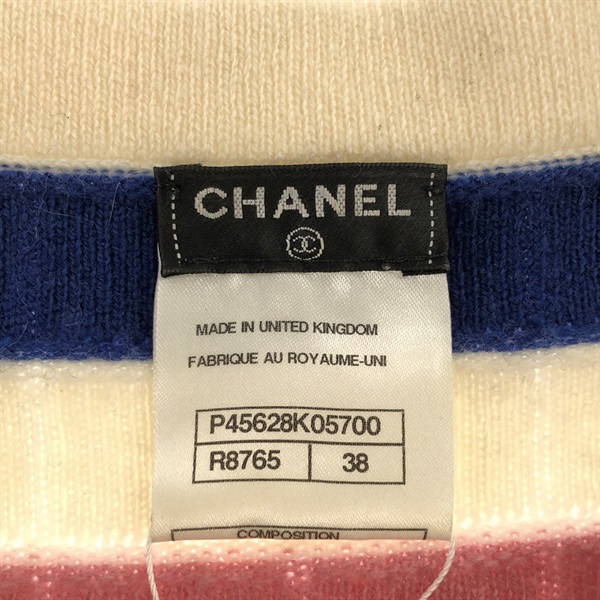 CHANEL
MADE IN UNITED KINGDOM
FABRIQUE AU ROYAUME-UNI
P45628K05700
R8765 38
COMPOSITION